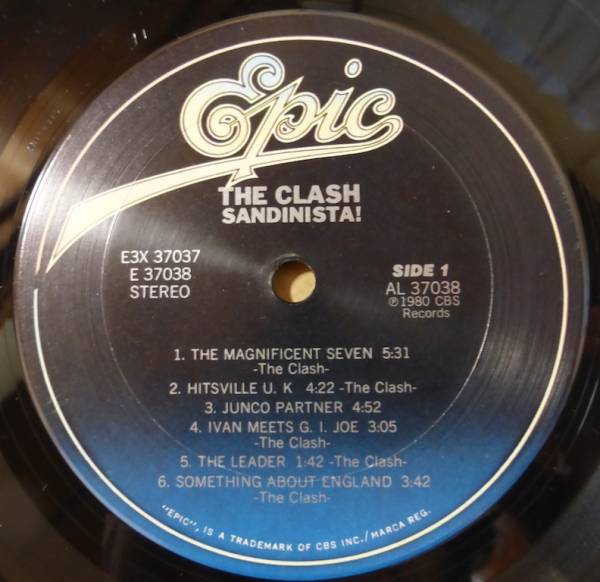 Epic
THE CLASH
SANDINISTA!
E3X 37037
E 37038
STEREO
SIDE 1
AL 37038
℗1980 CBS
Records
1. THE MAGNIFICENT SEVEN 5:31
-The Clash-
2. HITSVILLE U. K 4:22 -The Clash-
3. JUNCO PARTNER 4:52
4. IVAN MEETS G. I. JOE 3:05
-The Clash-
5. THE LEADER 1:42 -The Clash-
6. SOMETHING ABOUT ENGLAND 3:42
-The Clash-
"EPIC", IS A TRADEMARK OF CBS INC./MARCA REG.